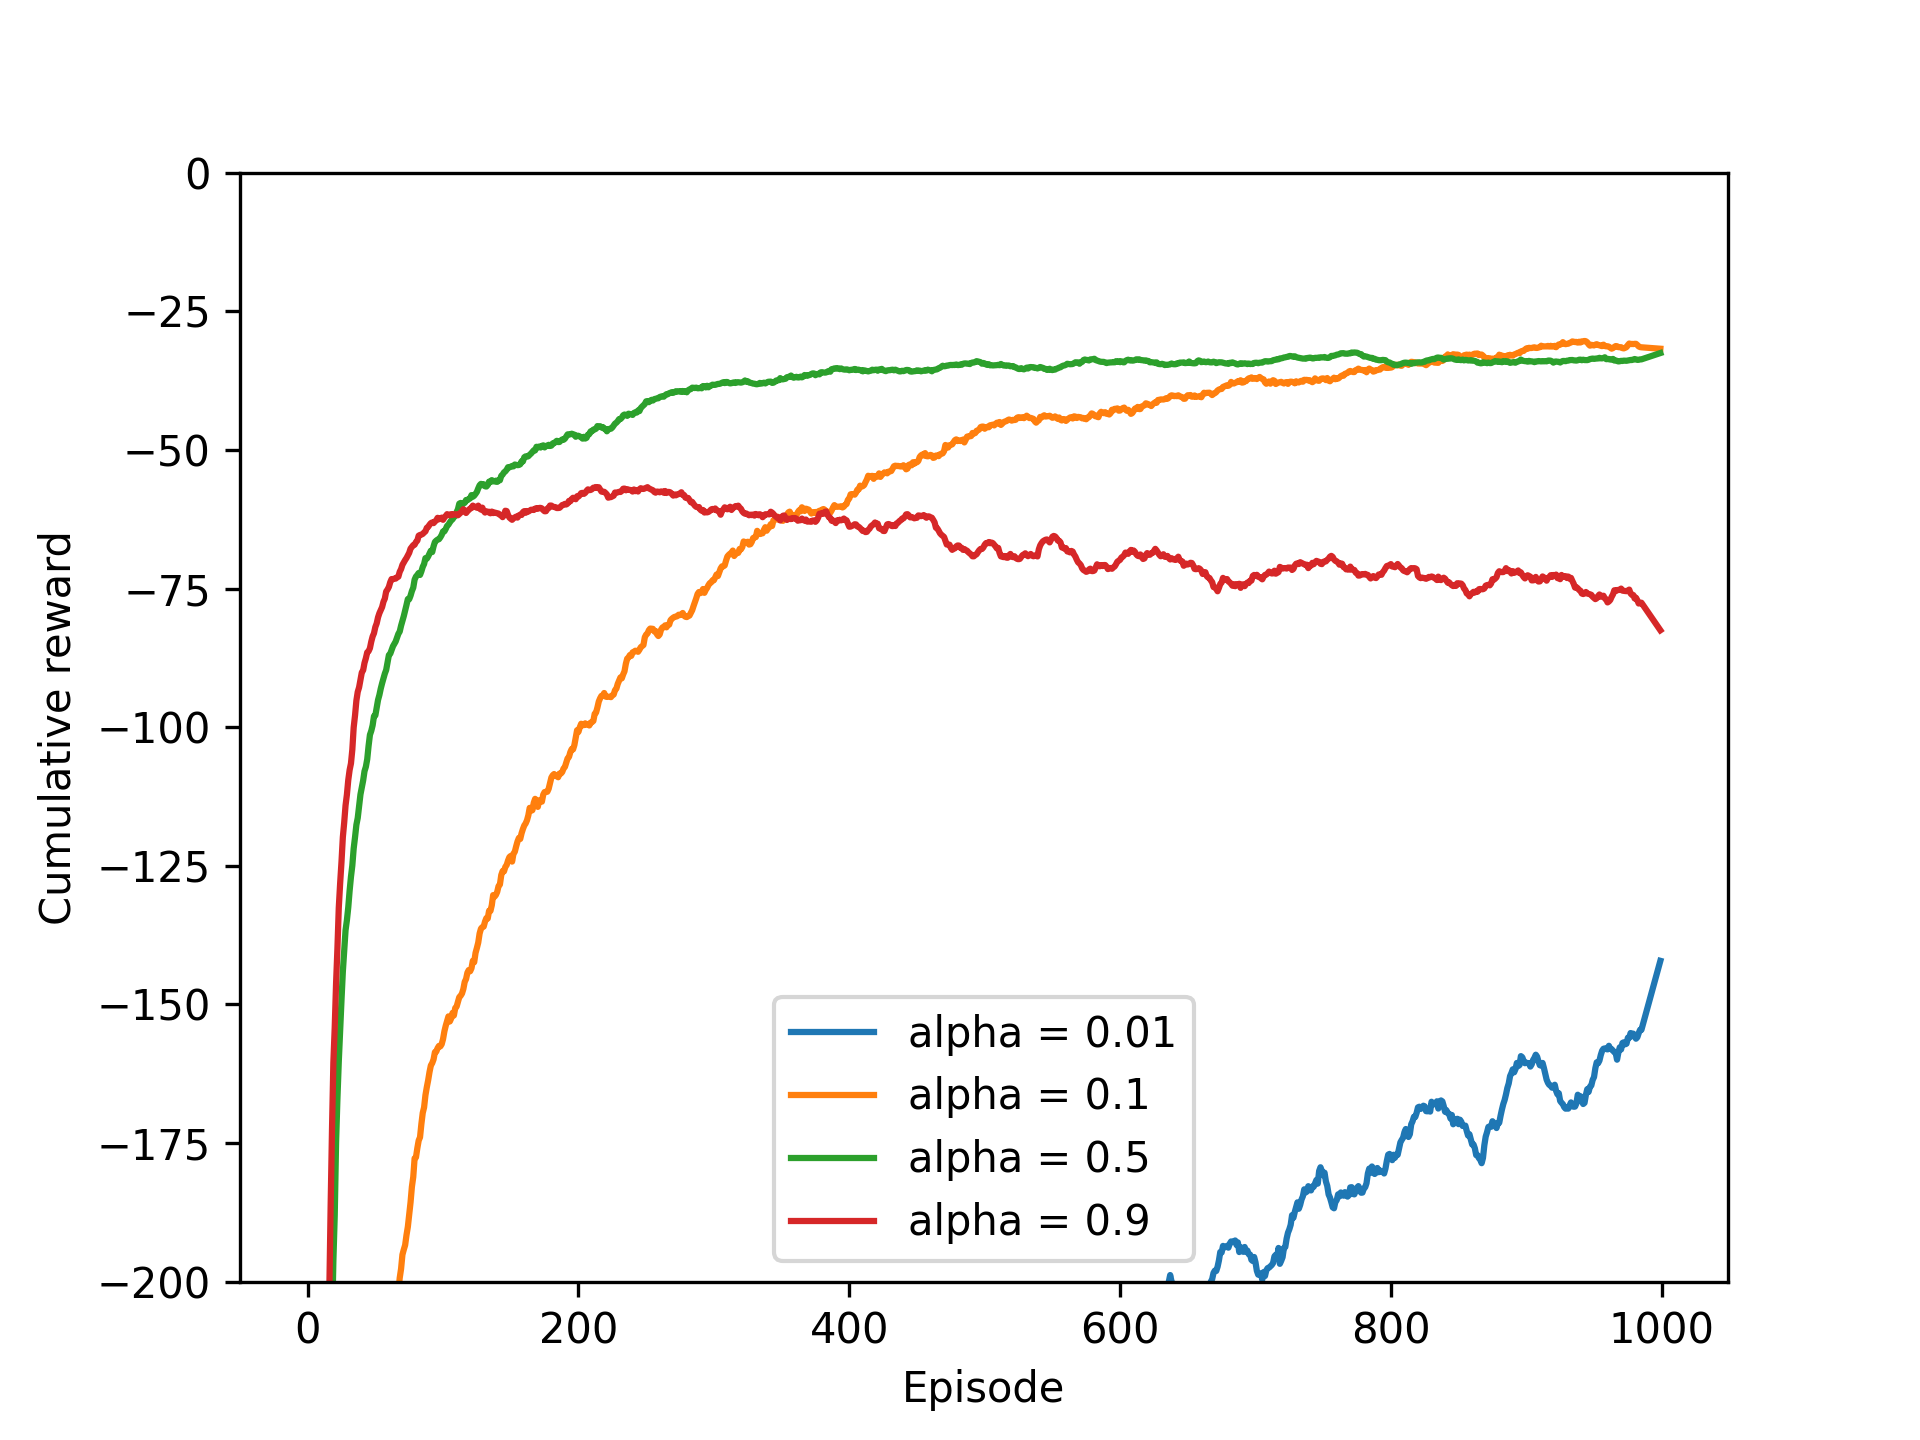 0
−25
−50
−75
−100
−125
−150
−175
−200
Cumulative reward
alpha = 0.01
alpha = 0.1
alpha = 0.5
alpha = 0.9
0 200 400 600 800 1000
Episode